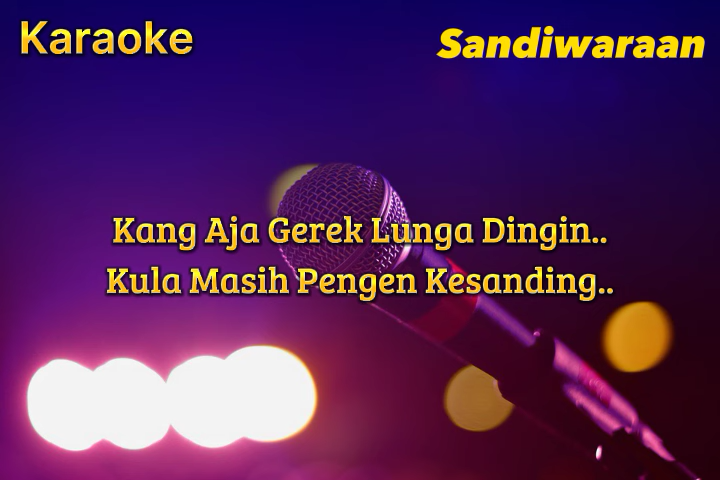 Karaoke
Sandiwaraan
Kang Aja Gerek Lunga Dingin..
Kula Masih Pengen Kesanding..